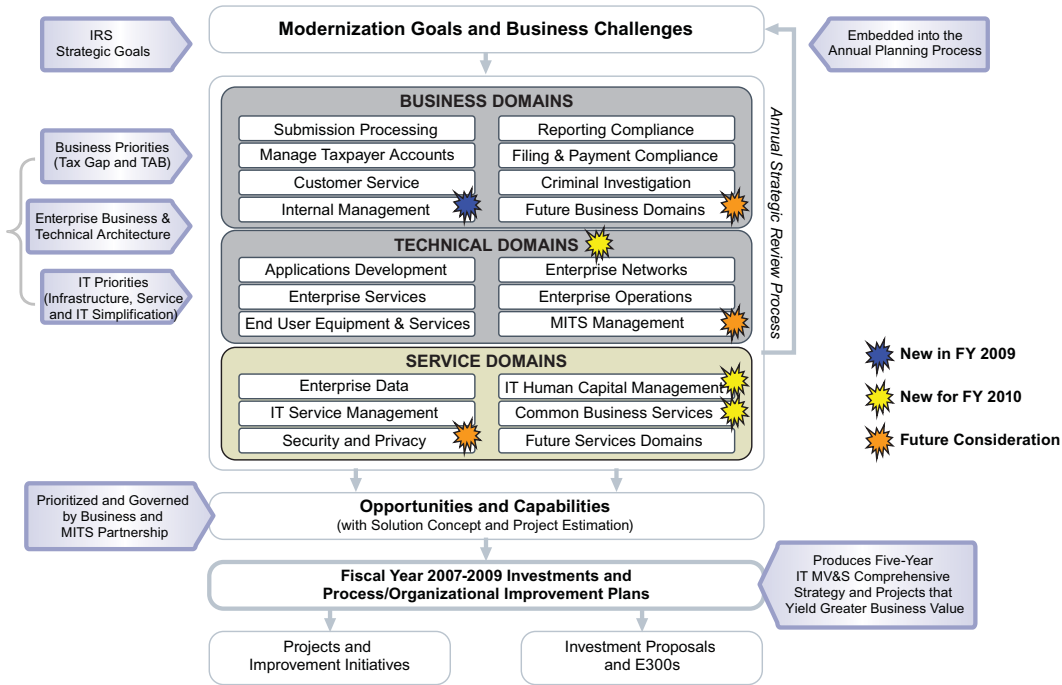 IRS
Strategic Goals
Modernization Goals and Business Challenges
Embedded into the
Annual Planning Process
BUSINESS DOMAINS
Submission Processing
Reporting Compliance
Manage Taxpayer Accounts
Filing & Payment Compliance
Customer Service
Criminal Investigation
Internal Management
Future Business Domains
Business Priorities
(Tax Gap and TAB)
Enterprise Business &
Technical Architecture
IT Priorities
(Infrastructure, Service
and IT Simplification)
TECHNICAL DOMAINS
Applications Development
Enterprise Networks
Enterprise Services
Enterprise Operations
End User Equipment & Services
MITS Management
SERVICE DOMAINS
Enterprise Data
IT Human Capital Management
IT Service Management
Common Business Services
Security and Privacy
Future Services Domains
Annual Strategic Review Process
New in FY 2009
New for FY 2010
Future Consideration
Prioritized and Governed
by Business and
MITS Partnership
Opportunities and Capabilities
(with Solution Concept and Project Estimation)
Fiscal Year 2007-2009 Investments and
Process/Organizational Improvement Plans
Produces Five-Year
IT MV&S Comprehensive
Strategy and Projects that
Yield Greater Business Value
Projects and
Improvement Initiatives
Investment Proposals
and E300s